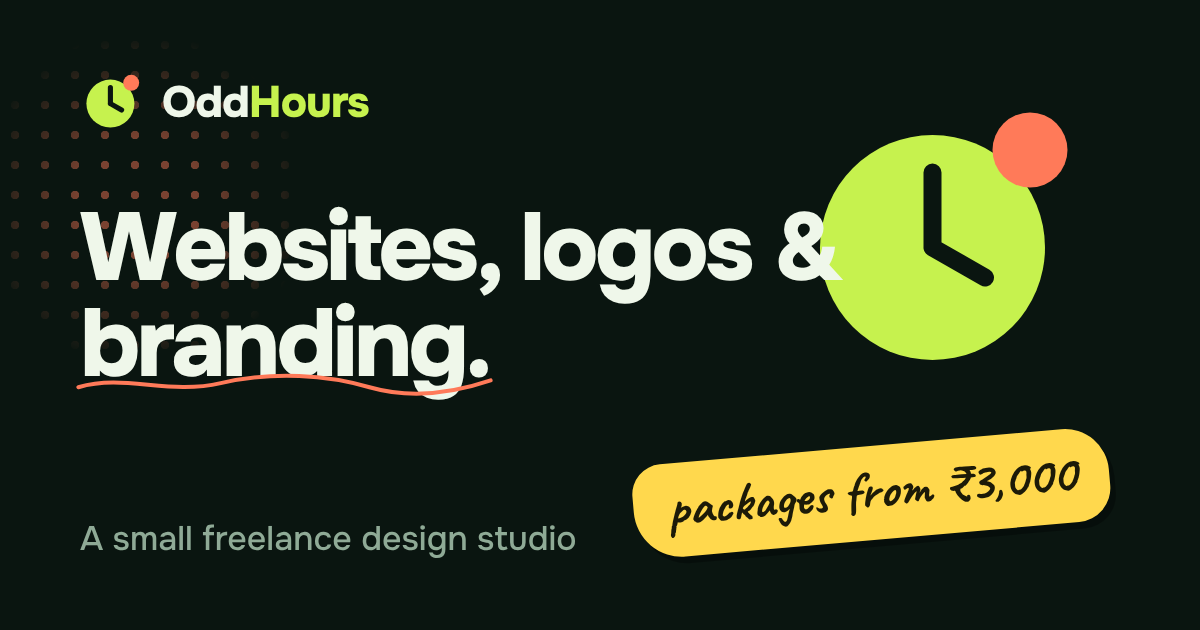 OddHours
Websites, logos &
branding.
packages from ₹3,000
A small freelance design studio